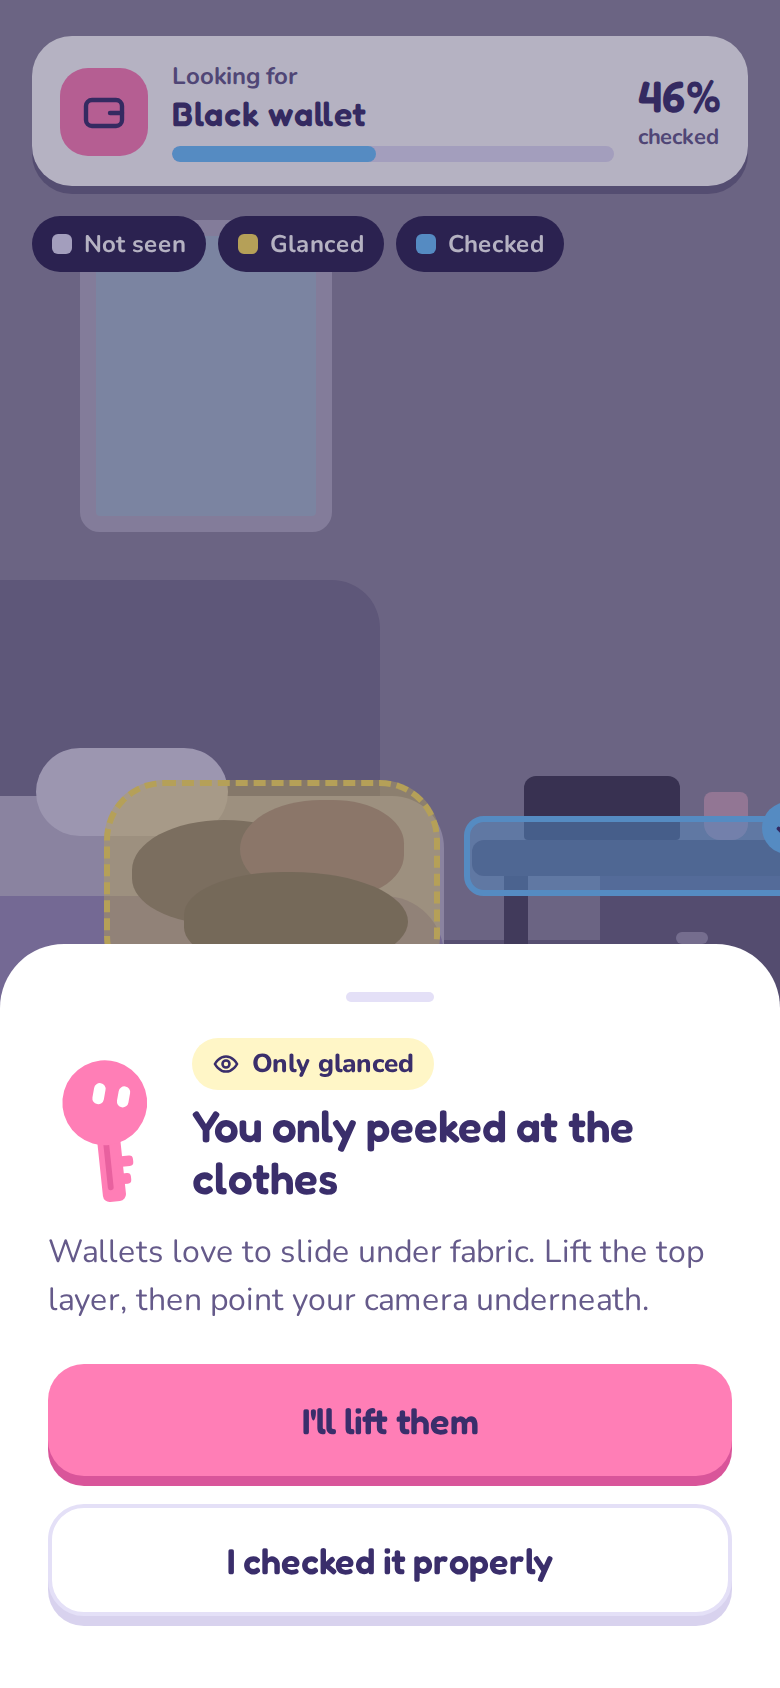 Looking for
Black wallet
46%
checked
Not seen
Glanced
Checked
Only glanced
You only peeked at the
clothes
Wallets love to slide under fabric. Lift the top
layer, then point your camera underneath.
I'll lift them
I checked it properly